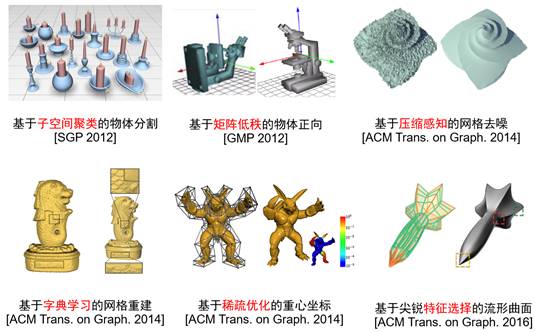 基于子空间聚类的物体分割
[SGP 2012]
基于矩阵低秩的物体正向
[GMP 2012]
基于压缩感知的网格去噪
[ACM Trans. on Graph. 2014]
基于字典学习的网格重建
[ACM Trans. on Graph. 2014]
基于稀疏优化的重心坐标
[ACM Trans. on Graph. 2014]
基于尖锐特征选择的流形曲面
[ACM Trans. on Graph. 2016]